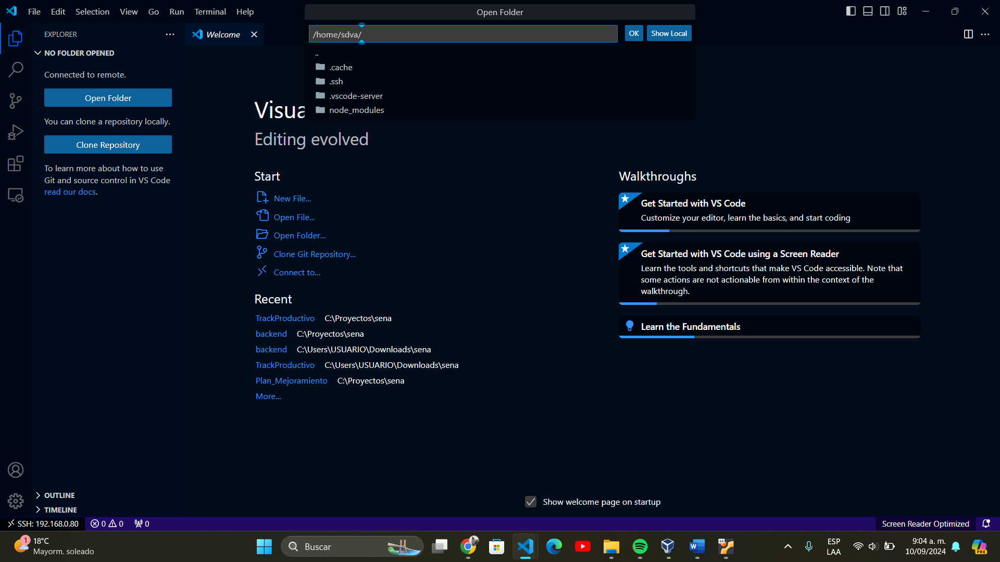 File Edit Selection View Go Run Terminal Help
Open Folder
/home/sdva/
OK
Show Local
..
.cache
.ssh
.vscode-server
node_modules
EXPLORER
Welcome
NO FOLDER OPENED
Connected to remote.
Open Folder
You can clone a repository locally.
Clone Repository
To learn more about how to use
Git and source control in VS Code
read our docs.
OUTLINE
TIMELINE
Visua
Editing evolved
Start
New File...
Open File...
Open Folder...
Clone Git Repository...
Connect to...
Recent
TrackProductivo C:\Proyectos\sena
backend C:\Proyectos\sena
backend C:\Users\USUARIO\Downloads\sena
TrackProductivo C:\Users\USUARIO\Downloads\sena
Plan_Mejoramiento C:\Proyectos\sena
More...
Walkthroughs
Get Started with VS Code
Customize your editor, learn the basics, and start coding
Get Started with VS Code using a Screen Reader
Learn the tools and shortcuts that make VS Code accessible. Note that
some actions are not actionable from within the context of the
walkthrough.
Learn the Fundamentals
Show welcome page on startup
SSH: 192.168.0.80 0 0 0
Screen Reader Optimized
1
18°C
Mayorm. soleado
Buscar
64
ESP
LAA
9:04 a. m.
10/09/2024
PRE